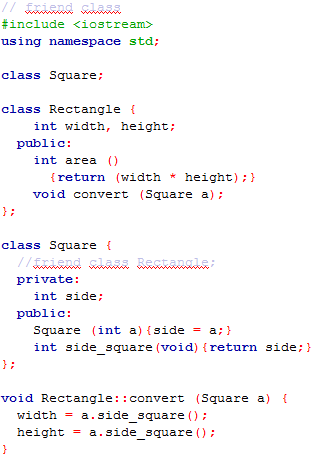 // friend class
#include <iostream>
using namespace std;

class Square;

class Rectangle {
    int width, height;
  public:
    int area ()
      {return (width * height);}
    void convert (Square a);
};

class Square {
  //friend class Rectangle;
  private:
    int side;
  public:
    Square (int a){side = a;}
    int side_square(void){return side;}
};

void Rectangle::convert (Square a) {
  width = a.side_square();
  height = a.side_square();
}